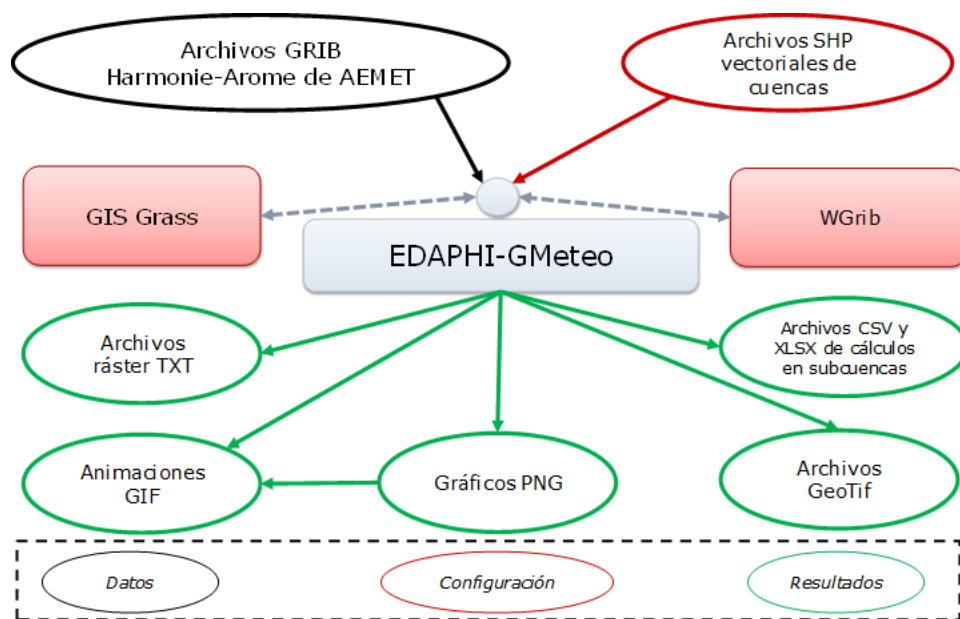 Archivos GRIB
Harmonie-Arome de AEMET
Archivos SHP
vectoriales de
cuencas
GIS Grass
WGrib
EDAPHI-GMeteo
Archivos
ráster TXT
Archivos CSV y
XLSX de cálculos
en subcuencas
Animaciones
GIF
Gráficos PNG
Archivos
GeoTif
Datos
Configuración
Resultados